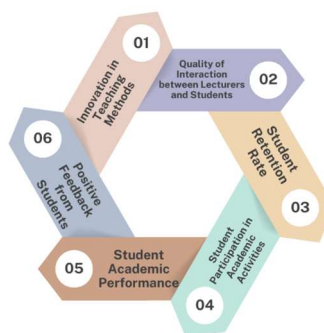 01
Innovation in
Teaching
Methods
Quality of
Interaction
between Lecturers
and Students
02
Student
Retention
Rate
03
Student
Participation in
Academic
Activities
04
Student
Academic
Performance
05
Positive
Feedback
from
Students
06